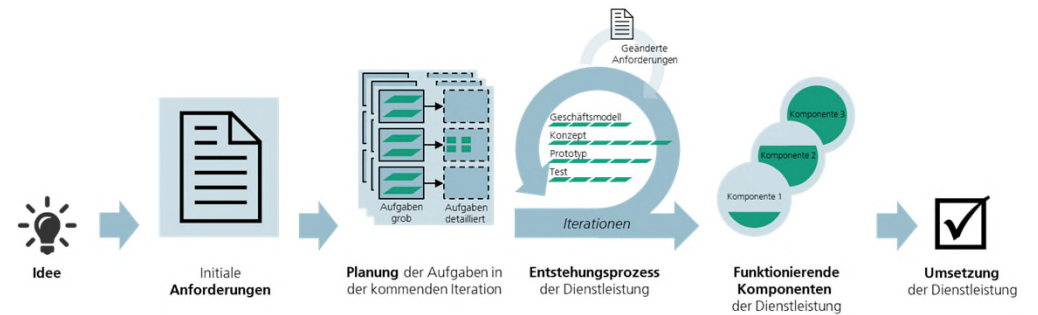 Geänderte
Anforderungen
Geschäftsmodell
Konzept
Prototyp
Test
Iterationen
Aufgaben
grob
Aufgaben
detailliert
Komponente 3
Komponente 2
Komponente 1
Idee
Initiale
Anforderungen
Planung der Aufgaben in
der kommenden Iteration
Entstehungsprozess
der Dienstleistung
Funktionierende
Komponenten
der Dienstleistung
Umsetzung
der Dienstleistung